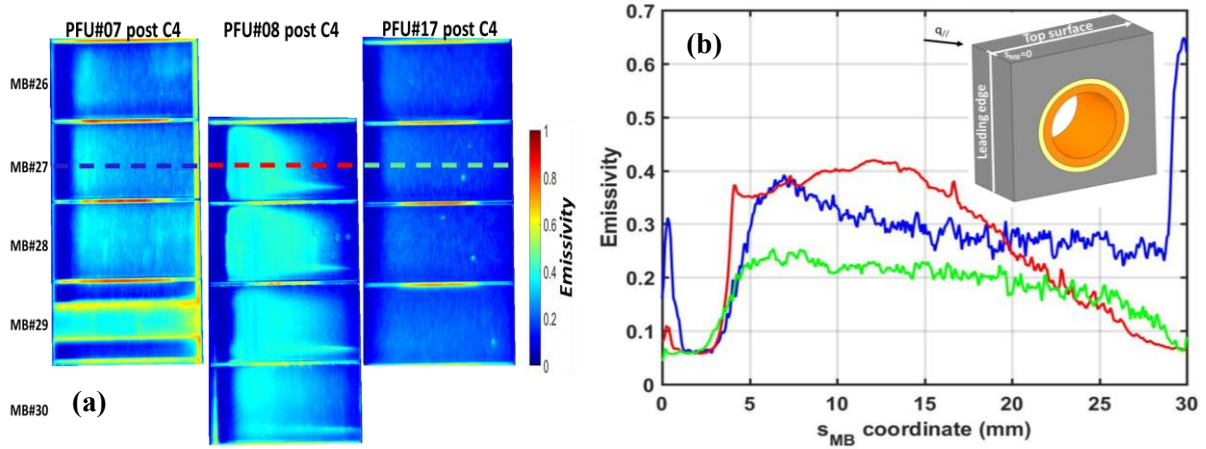 PFU#07 post C4
PFU#08 post C4
PFU#17 post C4
MB#26
MB#27
MB#28
MB#29
MB#30
(a)
1
0.8
0.6
0.4
0.2
0
Emissivity
(b)
q//
Top surface
sMB=0
Leading edge
0.7
0.6
0.5
0.4
0.3
0.2
0.1
0
Emissivity
0 5 10 15 20 25 30
sMB coordinate (mm)